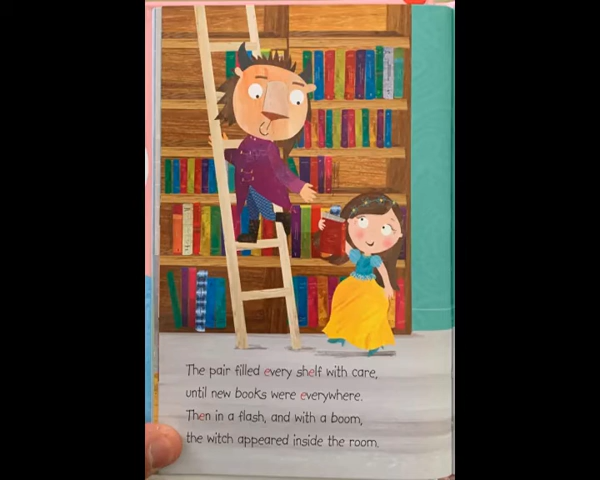 The pair filled every shelf with care,
until new books were everywhere.
Then in a flash, and with a boom,
the witch appeared inside the room.